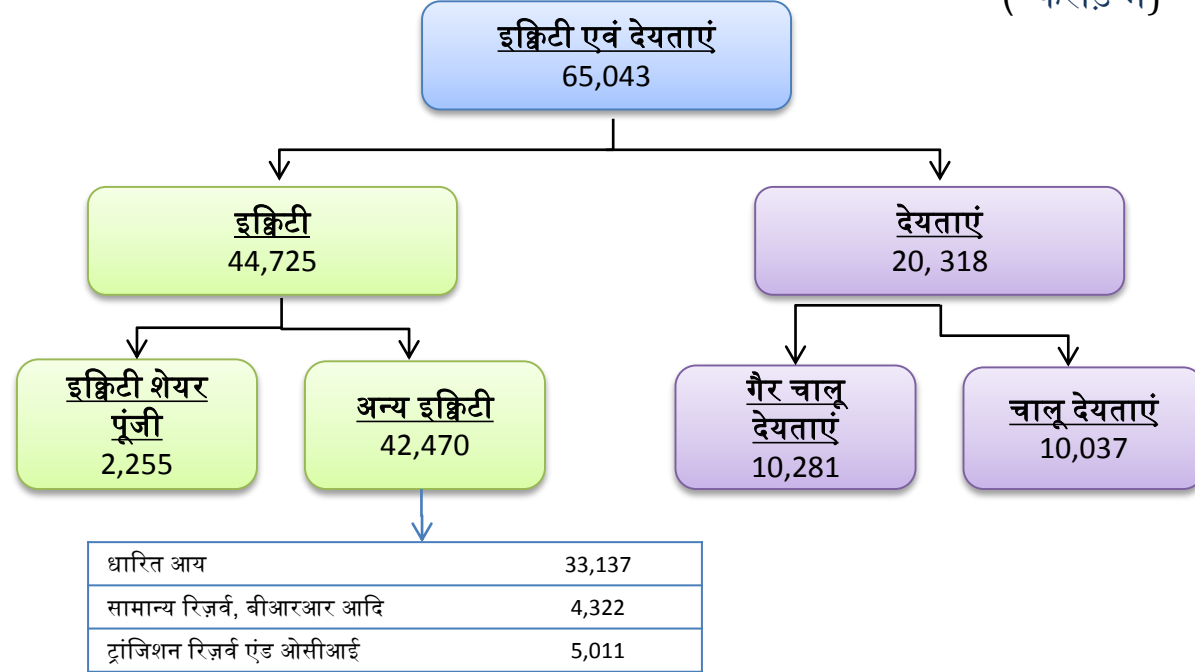 इक्विटी एवं देयताएं
65,043
इक्विटी
44,725
देयताएं
20, 318
इक्विटी शेयर
पूंजी
2,255
अन्य इक्विटी
42,470
गैर चालू
देयताएं
10,281
चालू देयताएं
10,037
धारित आय 33,137
सामान्य रिज़र्व, बीआरआर आदि 4,322
ट्रांजिशन रिज़र्व एंड ओसीआई 5,011